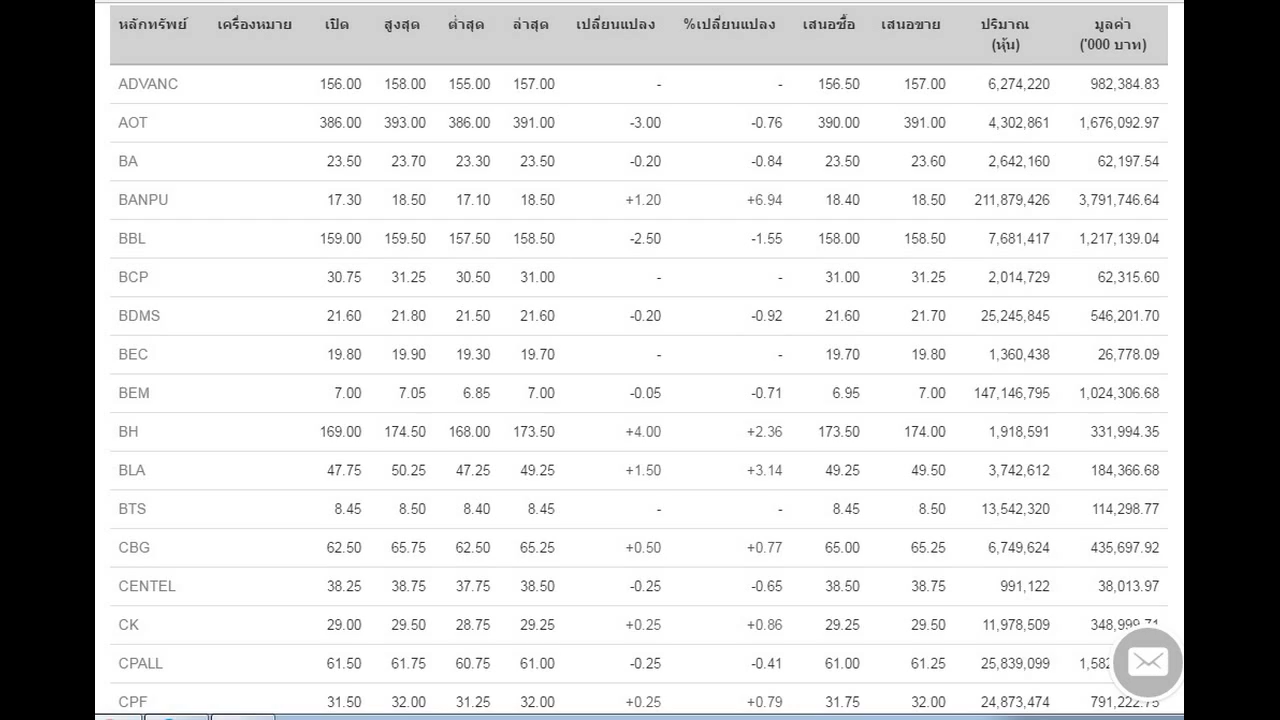 หลักทรัพย์ เครื่องหมาย เปิด สูงสุด ต่ำสุด ล่าสุด เปลี่ยนแปลง %เปลี่ยนแปลง เสนอซื้อ เสนอขาย ปริมาณ มูลค่า
(หุ้น) ('000 บาท)
ADVANC 156.00 158.00 155.00 157.00 - - 156.50 157.00 6,274,220 982,384.83
AOT 386.00 393.00 386.00 391.00 -3.00 -0.76 390.00 391.00 4,302,861 1,676,092.97
BA 23.50 23.70 23.30 23.50 -0.20 -0.84 23.50 23.60 2,642,160 62,197.54
BANPU 17.30 18.50 17.10 18.50 +1.20 +6.94 18.40 18.50 211,879,426 3,791,746.64
BBL 159.00 159.50 157.50 158.50 -2.50 -1.55 158.00 158.50 7,681,417 1,217,139.04
BCP 30.75 31.25 30.50 31.00 - - 31.00 31.25 2,014,729 62,315.60
BDMS 21.60 21.80 21.50 21.60 -0.20 -0.92 21.60 21.70 25,245,845 546,201.70
BEC 19.80 19.90 19.30 19.70 - - 19.70 19.80 1,360,438 26,778.09
BEM 7.00 7.05 6.85 7.00 -0.05 -0.71 6.95 7.00 147,146,795 1,024,306.68
BH 169.00 174.50 168.00 173.50 +4.00 +2.36 173.50 174.00 1,918,591 331,994.35
BLA 47.75 50.25 47.25 49.25 +1.50 +3.14 49.25 49.50 3,742,612 184,366.68
BTS 8.45 8.50 8.40 8.45 - - 8.45 8.50 13,542,320 114,298.77
CBG 62.50 65.75 62.50 65.25 +0.50 +0.77 65.00 65.25 6,749,624 435,697.92
CENTEL 38.25 38.75 37.75 38.50 -0.25 -0.65 38.50 38.75 991,122 38,013.97
CK 29.00 29.50 28.75 29.25 +0.25 +0.86 29.25 29.50 11,978,509 348,999.71
CPALL 61.50 61.75 60.75 61.00 -0.25 -0.41 61.00 61.25 25,839,099
CPF 31.50 32.00 31.25 32.00 +0.25 +0.79 31.75 32.00 24,873,474 791,222.75